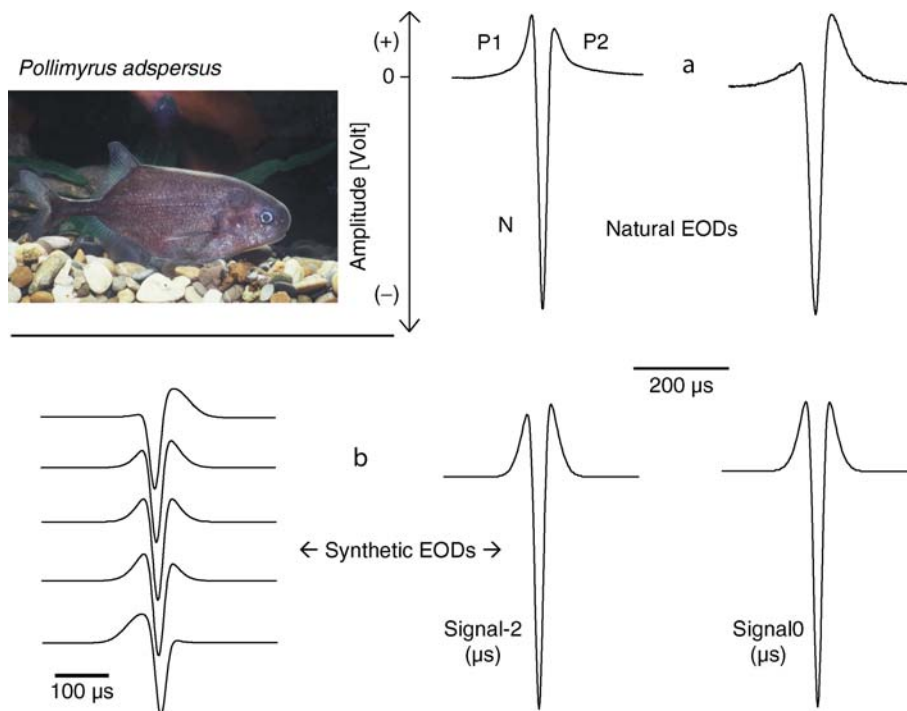 Pollimyrus adspersus
(+)
0
Amplitude [Volt]
(–)
P1
P2
a
N
Natural EODs
200 µs
b
← Synthetic EODs →
Signal-2
(µs)
Signal0
(µs)
100 µs